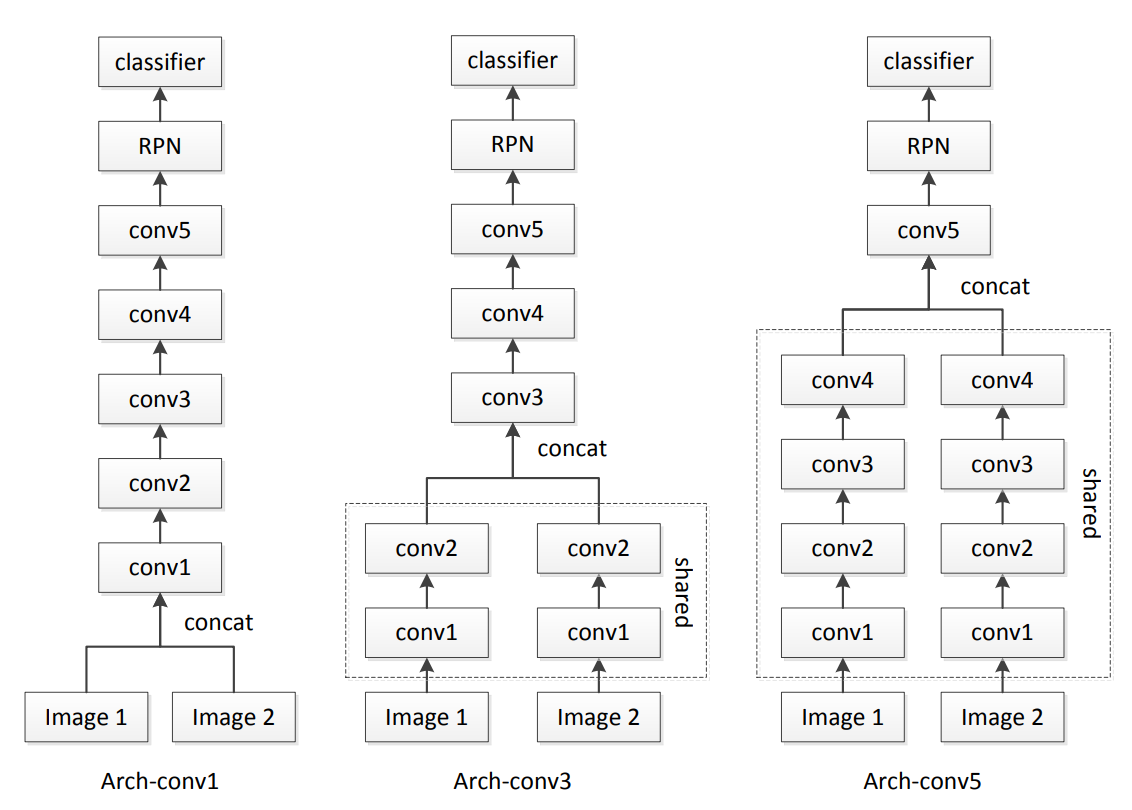 classifier
RPN
conv5
conv4
conv3
conv2
conv1
concat
Image 1 Image 2
Arch-conv1
classifier
RPN
conv5
conv4
conv3
concat
conv2 conv2
conv1 conv1
shared
Image 1 Image 2
Arch-conv3
classifier
RPN
conv5
concat
conv4 conv4
conv3 conv3
conv2 conv2
conv1 conv1
shared
Image 1 Image 2
Arch-conv5